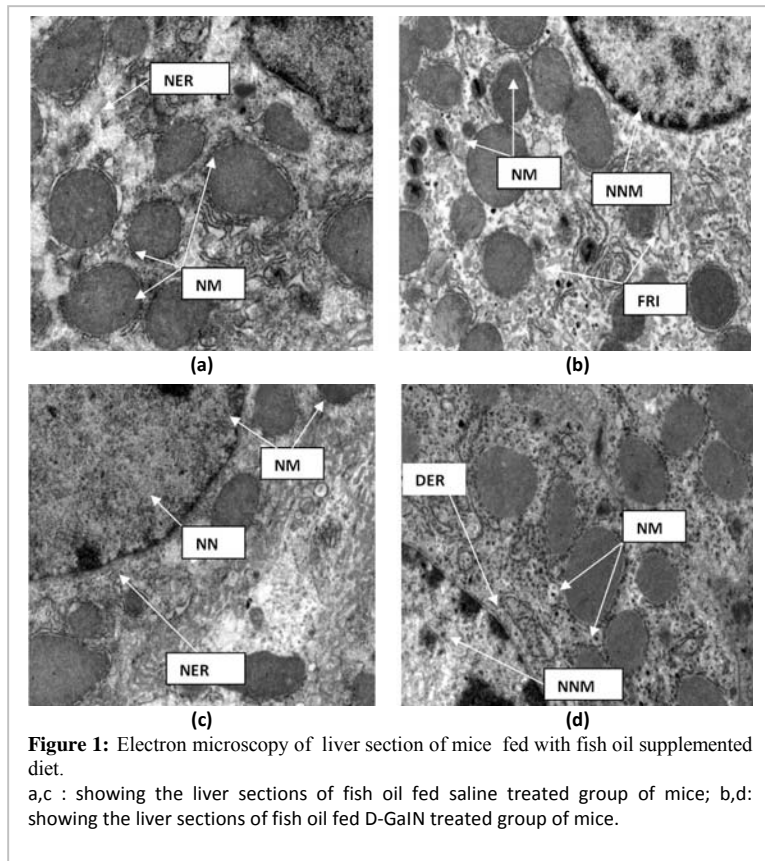 NER
NM
(a)
NM
NNM
FRI
(b)
NM
NN
NER
(c)
DER
NM
NNM
(d)
Figure 1: Electron microscopy of liver section of mice fed with fish oil supplemented
diet.
a,c : showing the liver sections of fish oil fed saline treated group of mice; b,d:
showing the liver sections of fish oil fed D-GalN treated group of mice.